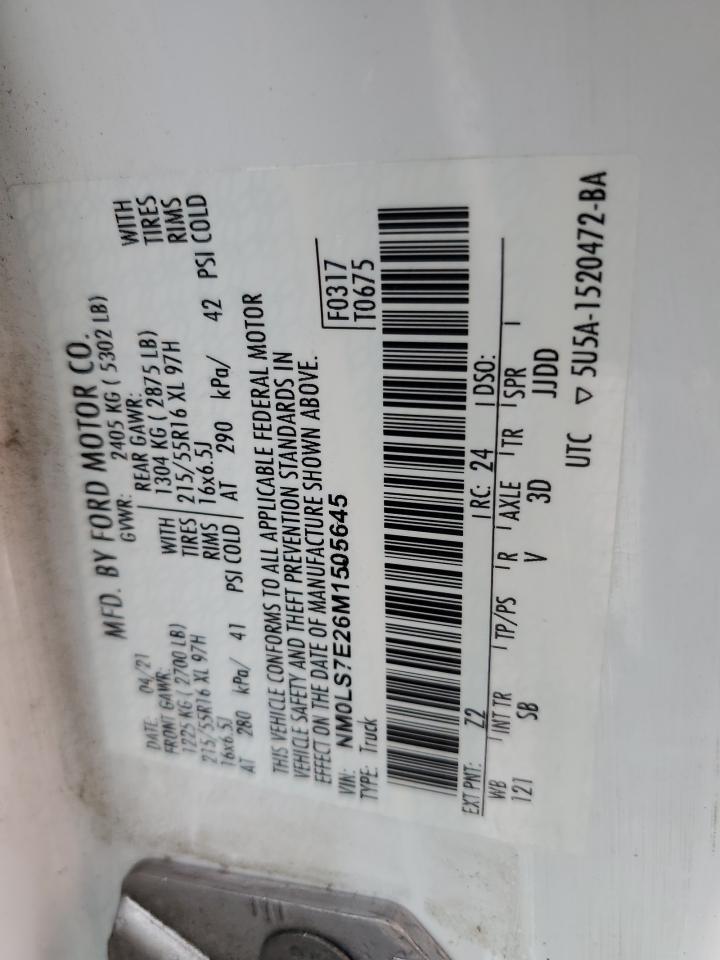 MFD. BY FORD MOTOR CO.
DATE: 04/21 GVWR: 2405 KG ( 5302 LB)
FRONT GAWR: REAR GAWR:
1225 KG ( 2700 LB) WITH 1304 KG ( 2875 LB) WITH
215/55R16 XL 97H TIRES 215/55R16 XL 97H TIRES
16x6.5J RIMS 16x6.5J RIMS
AT 280 kPa/ 41 PSI COLD AT 290 kPa/ 42 PSI COLD
THIS VEHICLE CONFORMS TO ALL APPLICABLE FEDERAL MOTOR
VEHICLE SAFETY AND THEFT PREVENTION STANDARDS IN
EFFECT ON THE DATE OF MANUFACTURE SHOWN ABOVE.
VIN: NM0LS7E26M1505645 F0317
TYPE: Truck T0675
EXT PNT: Z2 RC: 24 DSO:
WB INT TR TP/PS R AXLE TR SPR
121 SB V 3D JJDD
UTC ▽ 5U5A-1520472-BA